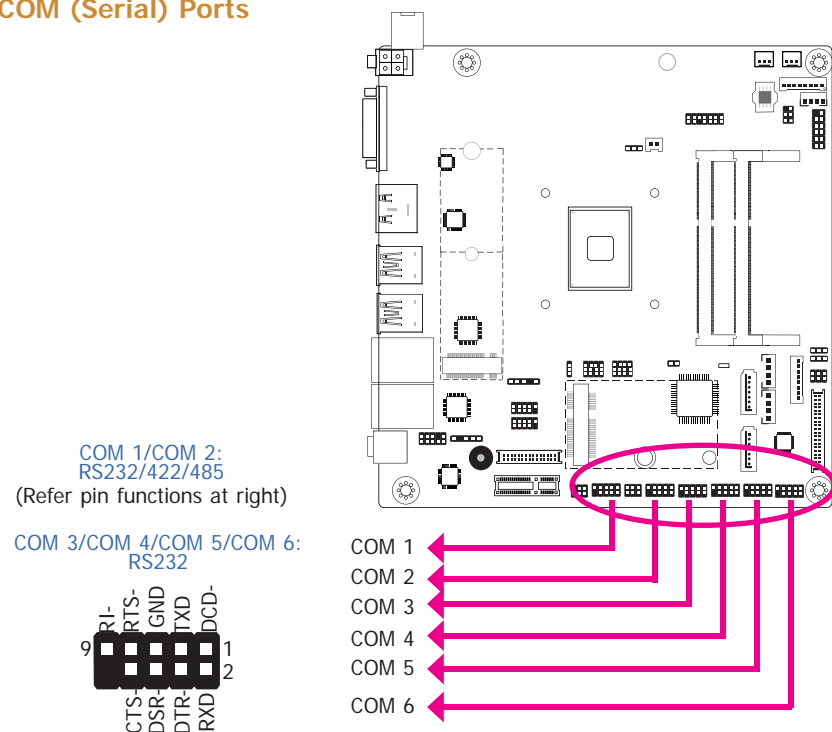 COM (Serial) Ports
COM 1/COM 2:
RS232/422/485
(Refer pin functions at right)
COM 3/COM 4/COM 5/COM 6:
RS232
RI-
RTS-
GND
TXD
DCD-
9
1
2
CTS-
DSR-
DTR-
RXD
COM 1
COM 2
COM 3
COM 4
COM 5
COM 6